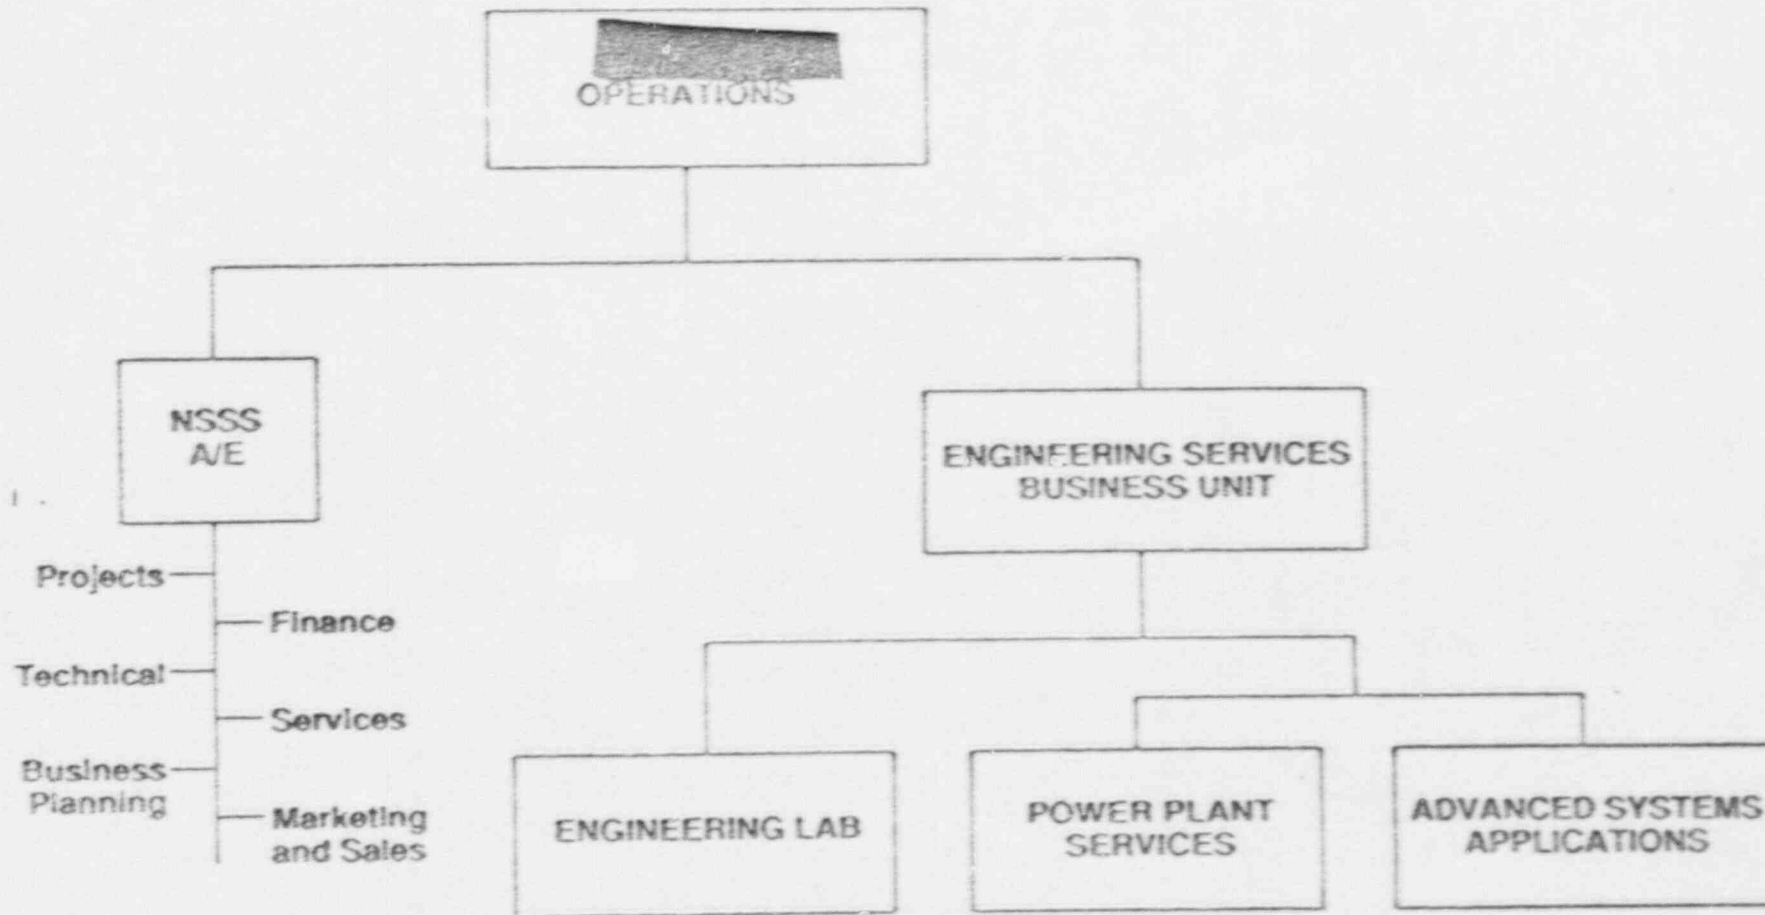 OPERATIONS
NSSS
A/E
ENGINEERING SERVICES
BUSINESS UNIT
Projects
Finance
Technical
Services
Business
Planning
Marketing
and Sales
ENGINEERING LAB
POWER PLANT
SERVICES
ADVANCED SYSTEMS
APPLICATIONS